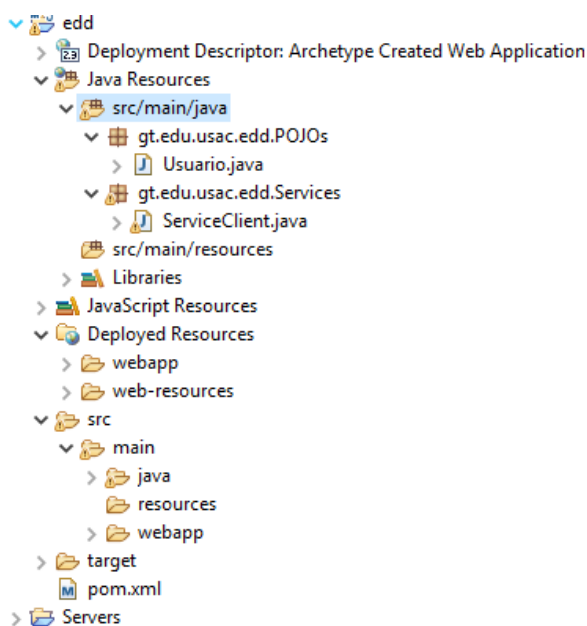 edd
2.3 Deployment Descriptor: Archetype Created Web Application
Java Resources
src/main/java
gt.edu.usac.edd.POJOs
J Usuario.java
gt.edu.usac.edd.Services
J ServiceClient.java
src/main/resources
Libraries
JavaScript Resources
Deployed Resources
webapp
web-resources
src
main
java
resources
webapp
target
M pom.xml
Servers